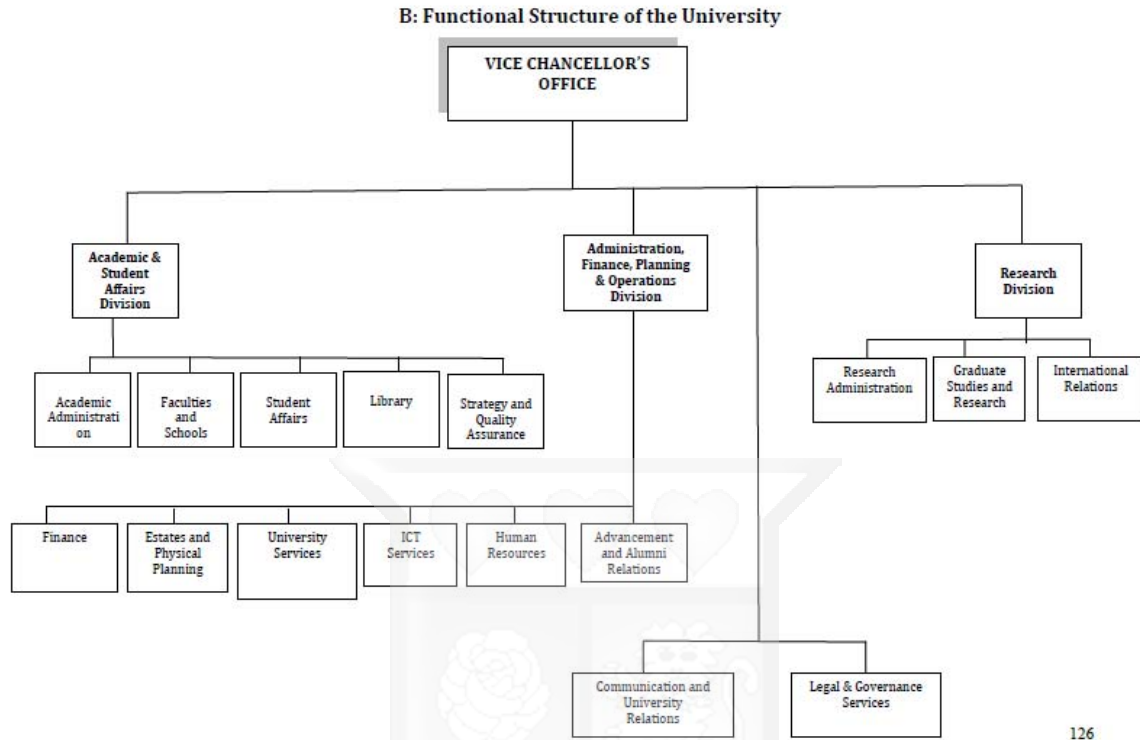 B: Functional Structure of the University
VICE CHANCELLOR'S
OFFICE
Academic &
Student
Affairs
Division
Administration,
Finance, Planning
& Operations
Division
Research
Division
Academic
Administrati
on
Faculties
and
Schools
Student
Affairs
Library
Strategy and
Quality
Assurance
Research
Administration
Graduate
Studies and
Research
International
Relations
Finance
Estates and
Physical
Planning
University
Services
ICT
Services
Human
Resources
Advancement
and Alumni
Relations
Communication and
University
Relations
Legal & Governance
Services
126